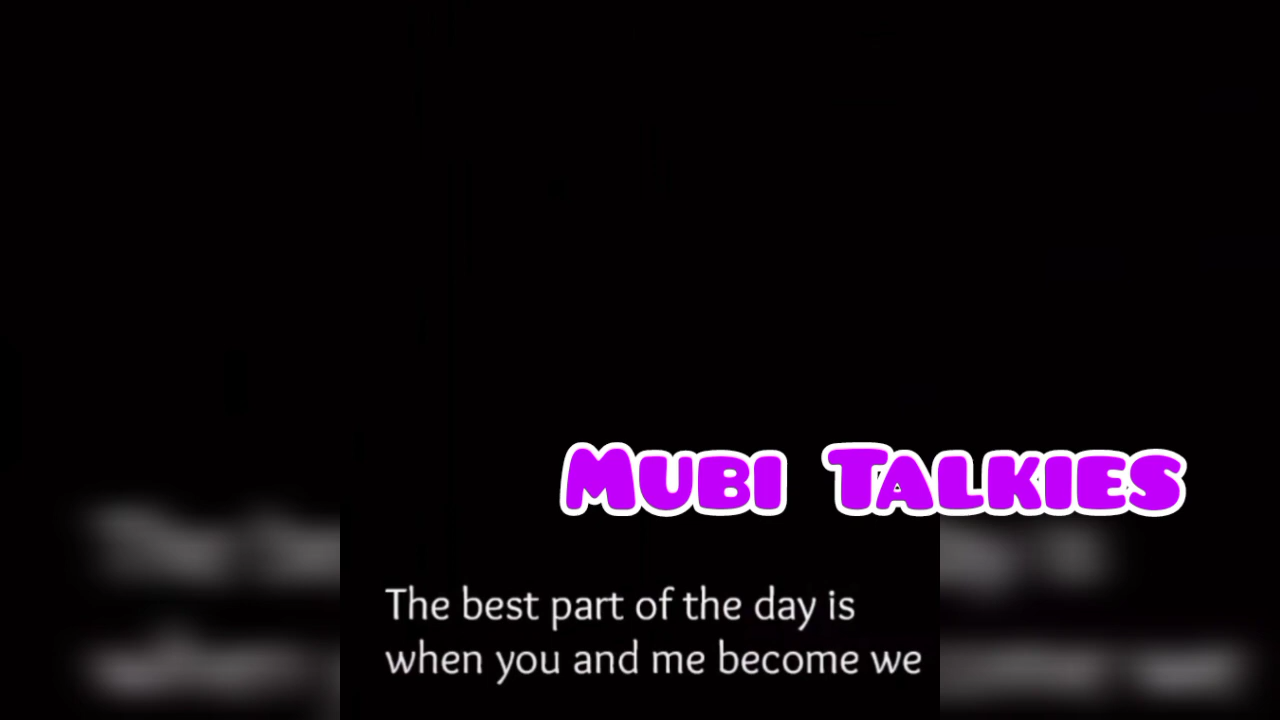 Mubi Talkies
The best part of the day is
when you and me become we